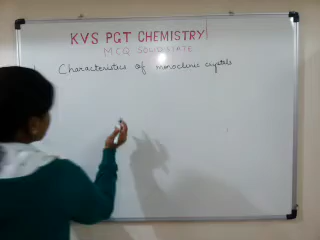 KVS PGT CHEMISTRY
MCQ SOLID STATE
Characteristics of monoclinic crystals